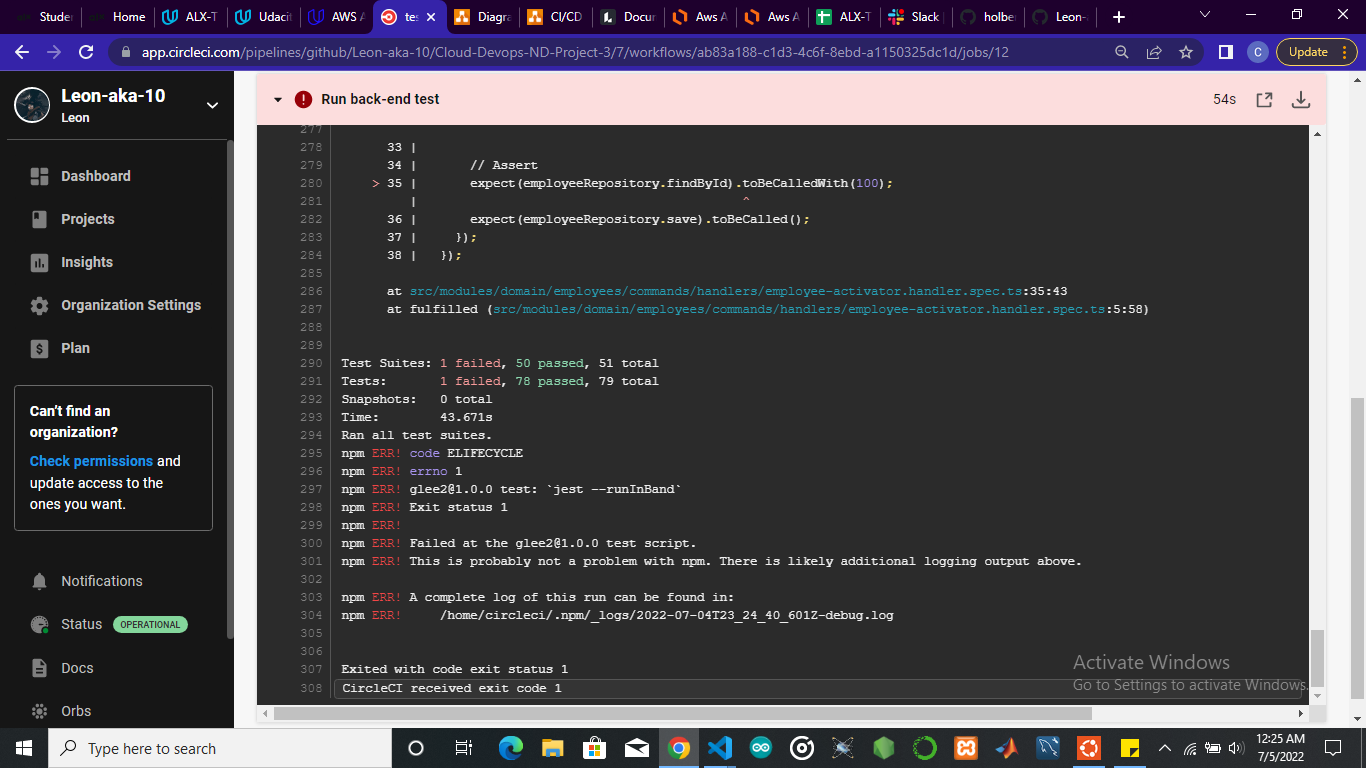 Studer
Home
ALX-T
Udacit
AWS A
tes
Diagra
CI/CD
Docur
Aws A
Aws A
ALX-T
Slack
holbe
Leon-
app.circleci.com/pipelines/github/Leon-aka-10/Cloud-Devops-ND-Project-3/7/workflows/ab83a188-c1d3-4c6f-8ebd-a1150325dc1d/jobs/12
C
Update
Leon-aka-10
Leon
Dashboard
Projects
Insights
Organization Settings
Plan
Can't find an
organization?
Check permissions and
update access to the
ones you want.
Notifications
Status OPERATIONAL
Docs
Orbs
Run back-end test
54s
277
278 33 |
279 34 | // Assert
280 > 35 | expect(employeeRepository.findById).toBeCalledWith(100);
281 | ^
282 36 | expect(employeeRepository.save).toBeCalled();
283 37 | });
284 38 | });
285
286 at src/modules/domain/employees/commands/handlers/employee-activator.handler.spec.ts:35:43
287 at fulfilled (src/modules/domain/employees/commands/handlers/employee-activator.handler.spec.ts:5:58)
288
289
290 Test Suites: 1 failed, 50 passed, 51 total
291 Tests: 1 failed, 78 passed, 79 total
292 Snapshots: 0 total
293 Time: 43.671s
294 Ran all test suites.
295 npm ERR! code ELIFECYCLE
296 npm ERR! errno 1
297 npm ERR! glee2@1.0.0 test: `jest --runInBand`
298 npm ERR! Exit status 1
299 npm ERR!
300 npm ERR! Failed at the glee2@1.0.0 test script.
301 npm ERR! This is probably not a problem with npm. There is likely additional logging output above.
302
303 npm ERR! A complete log of this run can be found in:
304 npm ERR! /home/circleci/.npm/_logs/2022-07-04T23_24_40_601Z-debug.log
305
306
307 Exited with code exit status 1
308 CircleCI received exit code 1
Activate Windows
Go to Settings to activate Windows.
Type here to search
12:25 AM
7/5/2022